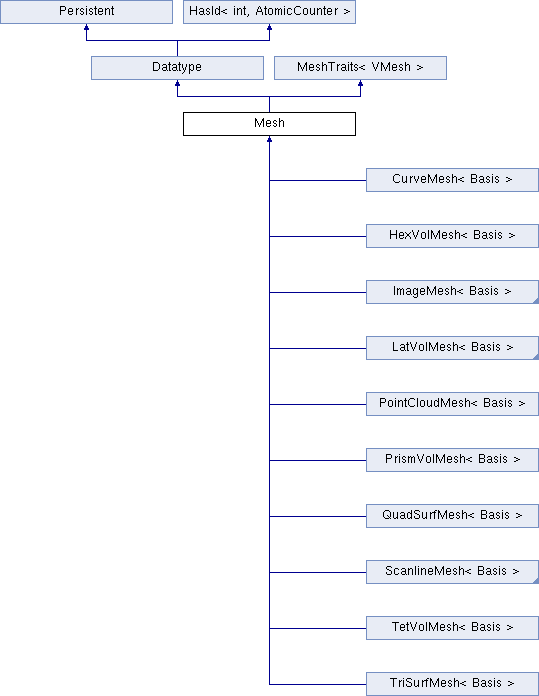 Persistent
HasId< int, AtomicCounter >
Datatype
MeshTraits< VMesh >
Mesh
CurveMesh< Basis >
HexVolMesh< Basis >
ImageMesh< Basis >
LatVolMesh< Basis >
PointCloudMesh< Basis >
PrismVolMesh< Basis >
QuadSurfMesh< Basis >
ScanlineMesh< Basis >
TetVolMesh< Basis >
TriSurfMesh< Basis >